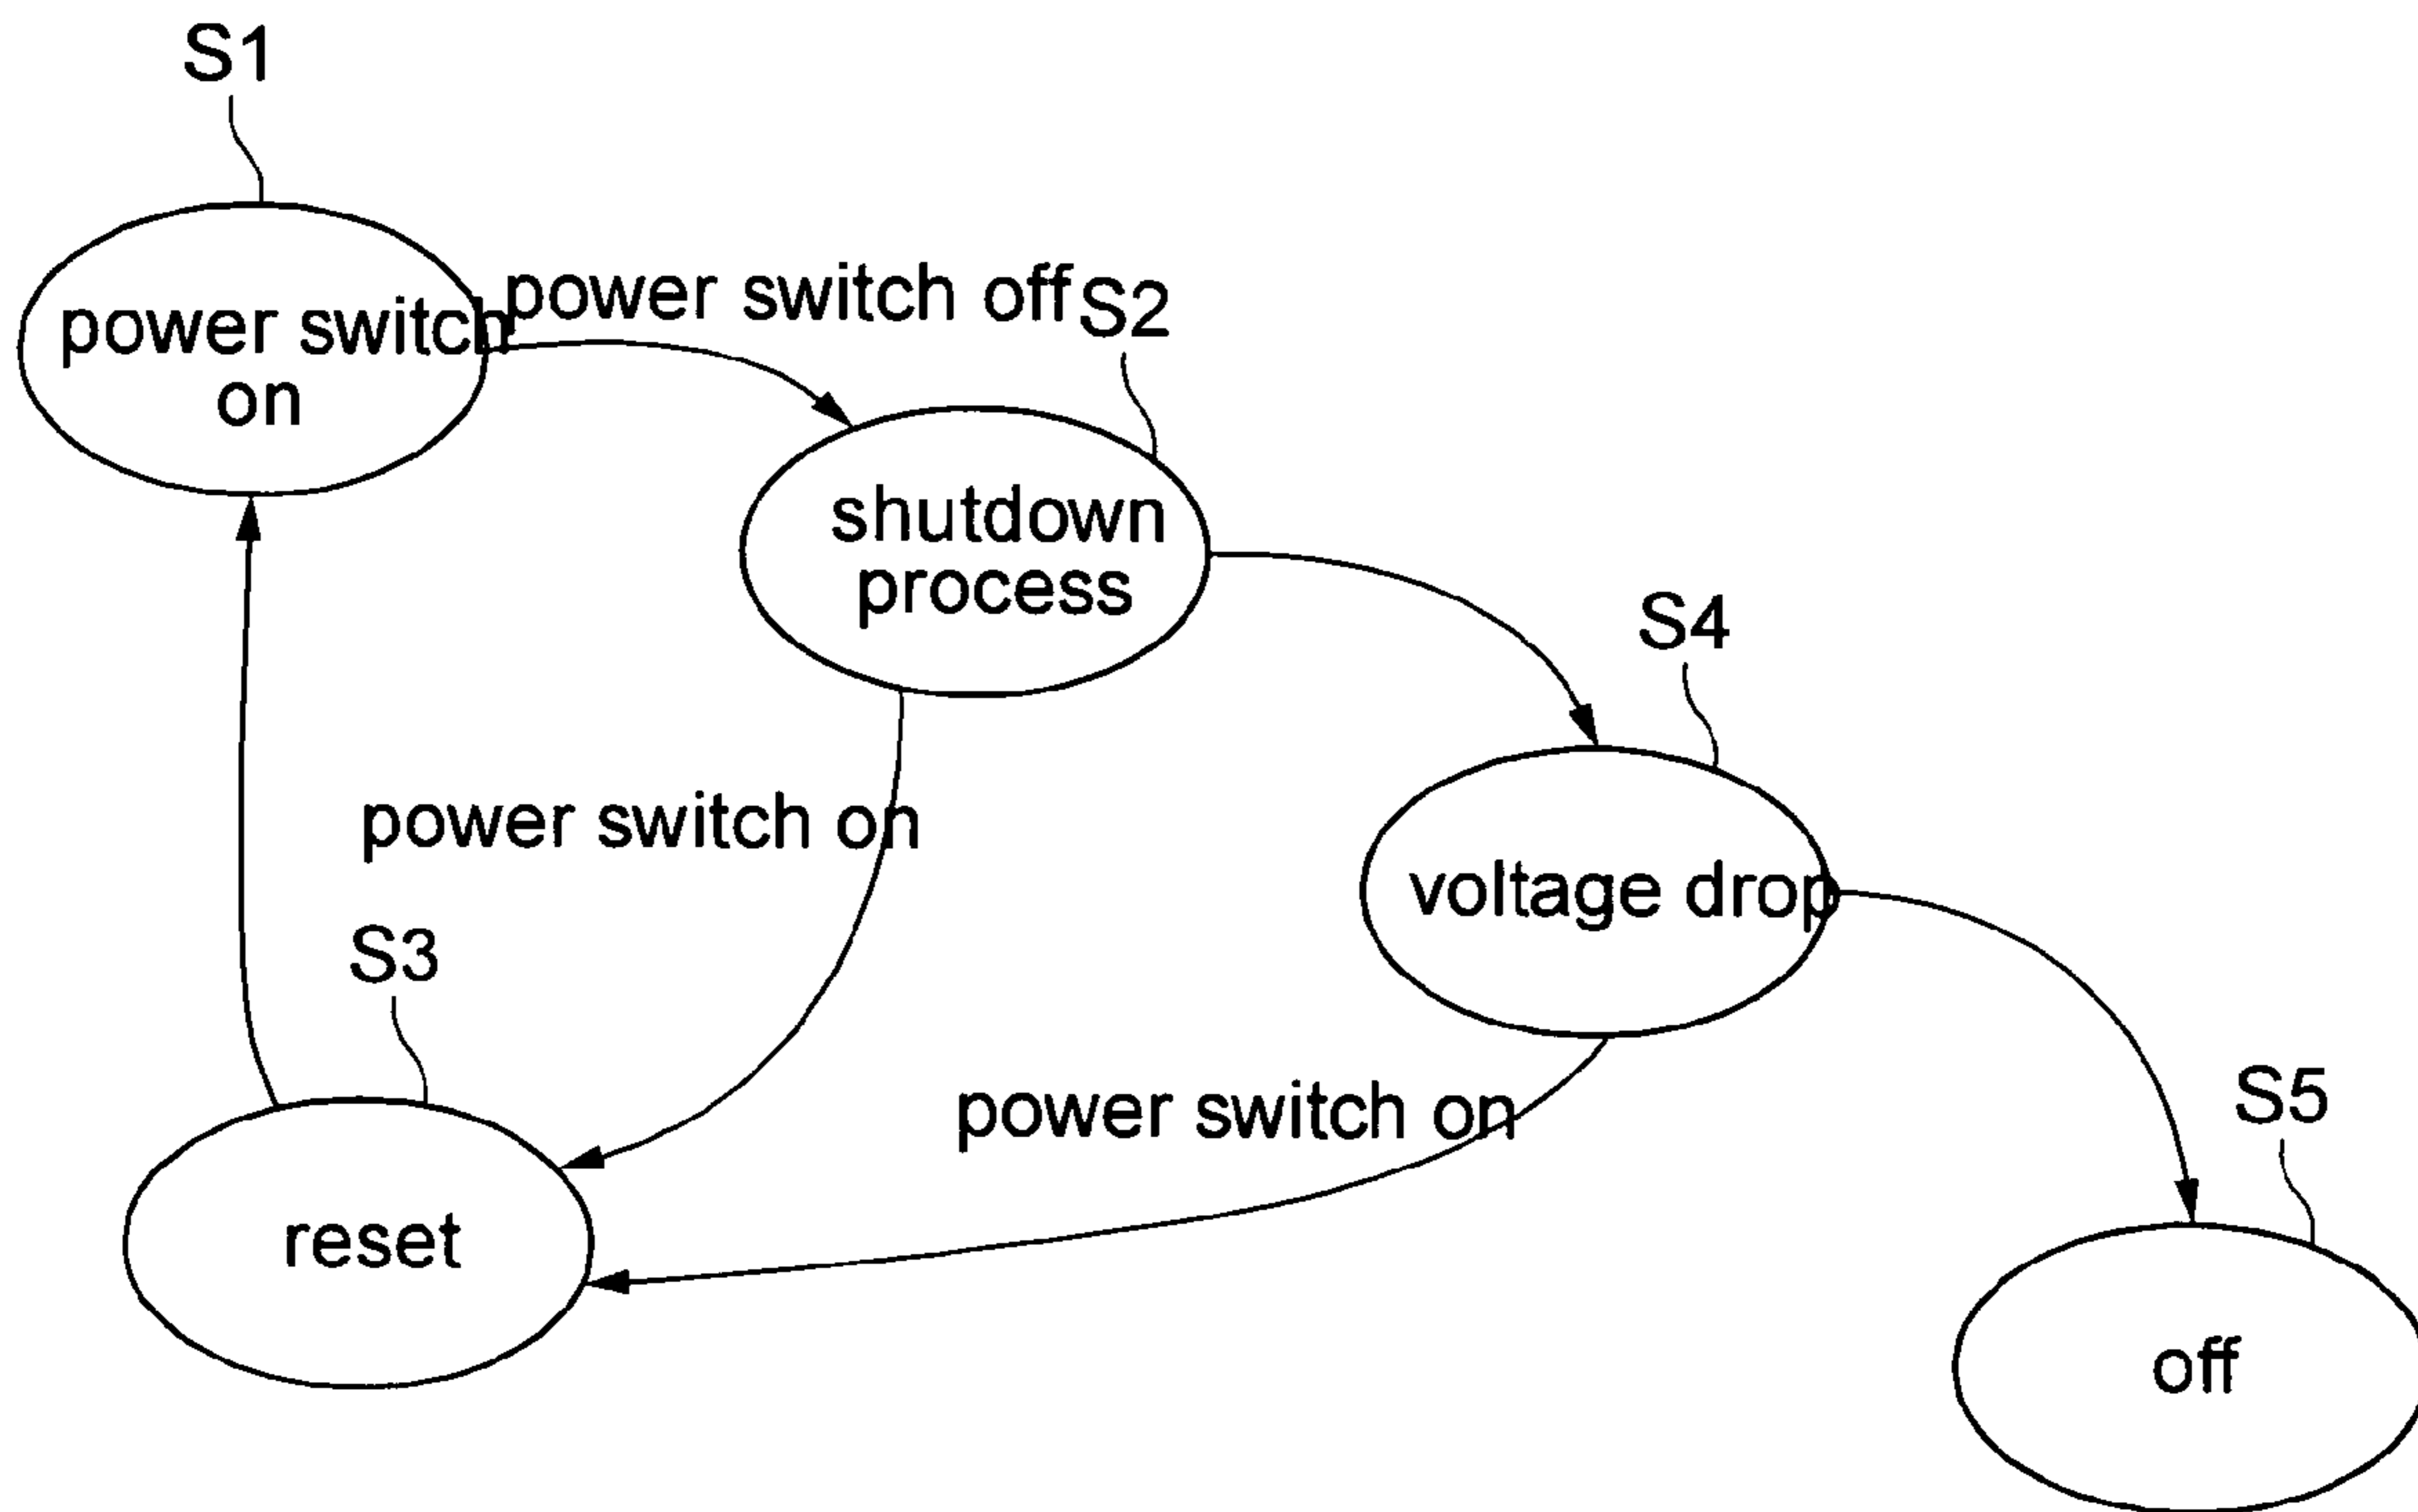 S1
power switch
on
power switch off
S2
shutdown
process
S4
power switch on
voltage drop
S3
S5
power switch on
reset
off